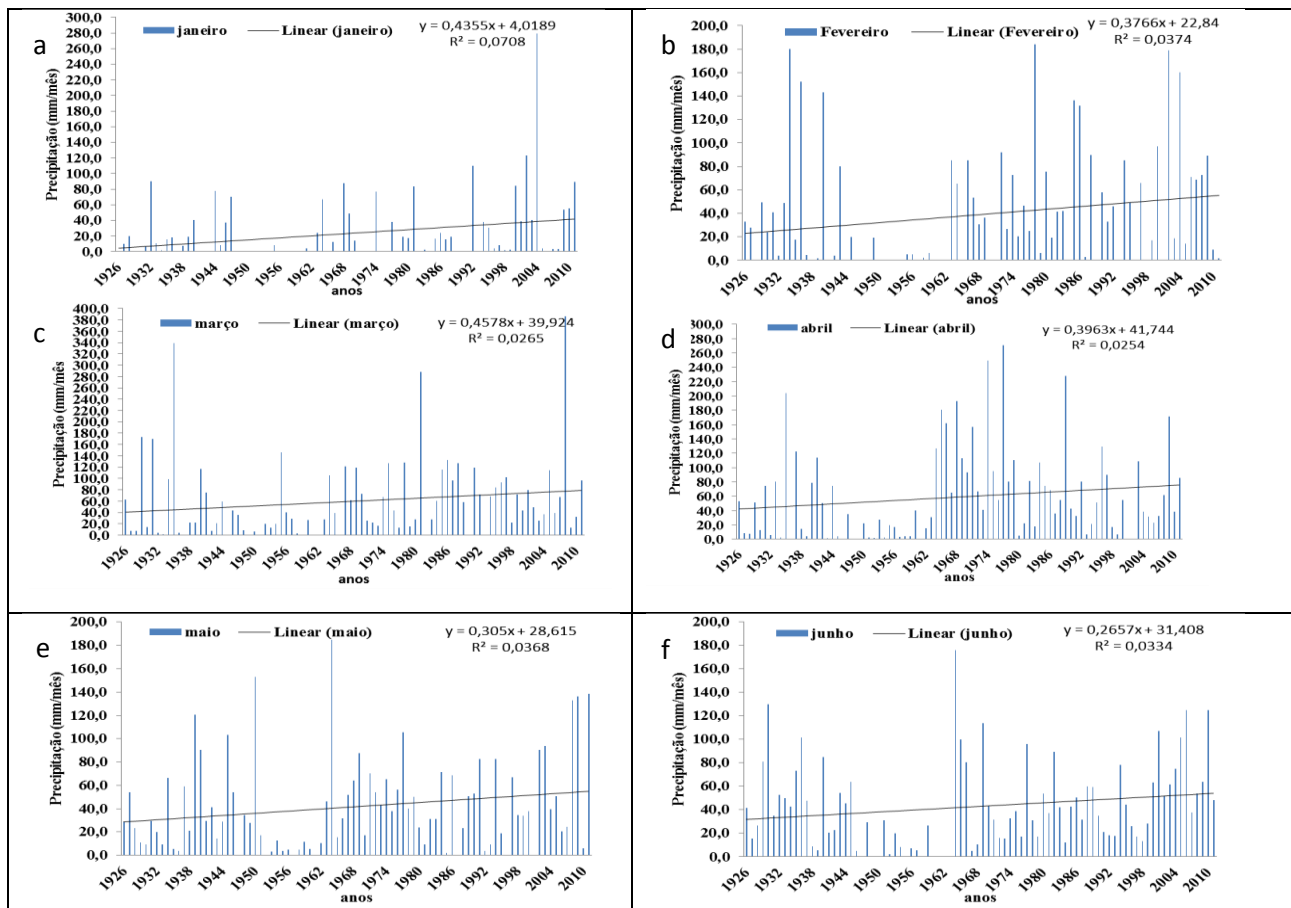 a
janeiro Linear (janeiro)
y = 0,4355x + 4,0189
R² = 0,0708
Precipitação (mm/mês)
300,0
280,0
260,0
240,0
220,0
200,0
180,0
160,0
140,0
120,0
100,0
80,0
60,0
40,0
20,0
0,0
1926 1932 1938 1944 1950 1956 1962 1968 1974 1980 1986 1992 1998 2004 2010
anos
b
Fevereiro Linear (Fevereiro)
y = 0,3766x + 22,84
R² = 0,0374
Precipitação (mm/mês)
200,0
180,0
160,0
140,0
120,0
100,0
80,0
60,0
40,0
20,0
0,0
1926 1932 1938 1944 1950 1956 1962 1968 1974 1980 1986 1992 1998 2004 2010
anos
c
março Linear (março)
y = 0,4578x + 39,924
R² = 0,0265
Precipitação (mm/mês)
400,0
380,0
360,0
340,0
320,0
300,0
280,0
260,0
240,0
220,0
200,0
180,0
160,0
140,0
120,0
100,0
80,0
60,0
40,0
20,0
0,0
1926 1932 1938 1944 1950 1956 1962 1968 1974 1980 1986 1992 1998 2004 2010
anos
d
abril Linear (abril)
y = 0,3963x + 41,744
R² = 0,0254
Precipitação (mm/mês)
300,0
280,0
260,0
240,0
220,0
200,0
180,0
160,0
140,0
120,0
100,0
80,0
60,0
40,0
20,0
0,0
1926 1932 1938 1944 1950 1956 1962 1968 1974 1980 1986 1992 1998 2004 2010
anos
e
maio Linear (maio)
y = 0,305x + 28,615
R² = 0,0368
Precipitação (mm/mês)
200,0
180,0
160,0
140,0
120,0
100,0
80,0
60,0
40,0
20,0
0,0
1926 1932 1938 1944 1950 1956 1962 1968 1974 1980 1986 1992 1998 2004 2010
anos
f
junho Linear (junho)
y = 0,2657x + 31,408
R² = 0,0334
Precipitação (mm/mês)
200,0
180,0
160,0
140,0
120,0
100,0
80,0
60,0
40,0
20,0
0,0
1926 1932 1938 1944 1950 1956 1962 1968 1974 1980 1986 1992 1998 2004 2010
anos